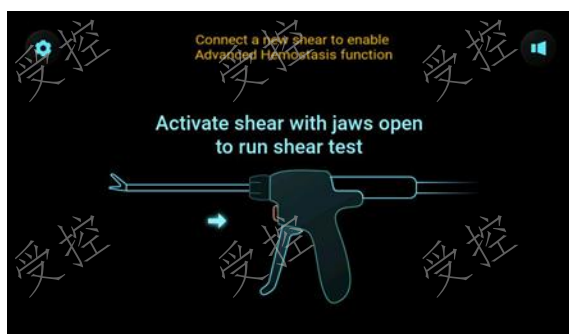 Connect a new shear to enable
Advanced Hemostasis function
Activate shear with jaws open
to run shear test
受控
受控
受控
受控
受控
受控